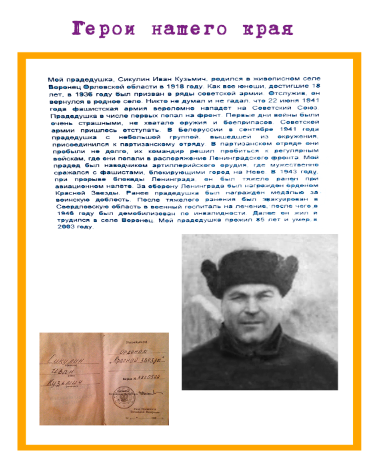 Герои нашего края
Мой прадедушка, Сикулин Иван Кузьмич, родился в живописном селе
Воронец Орловской области в 1918 году. Как все юноши, достигшие 18
лет, в 1936 году был призван в ряды советской армии. Отслужив, он
вернулся в родное село. Никто не думал и не гадал, что 22 июня 1941
года фашистская армия вероломно нападет на Советский Союз.
Прадедушка в числе первых попал на фронт. Первые дни войны были
очень страшными, не хватало оружия и боеприпасов. Советской
армии пришлось отступать. В Белоруссии в сентябре 1941 года
прадедушка с небольшой группой, вышедшей из окружения,
присоединился к партизанскому отряду. В партизанском отряде они
пробыли не долго, их командир решил пробиться к регулярным
войскам, где они попали в распоряжение Ленинградского фронта. Мой
прадед был наводчиком артиллерийского орудия, где мужественно
сражался с фашистами, блокирующими город на Неве. В 1943 году,
при прорыве блокады Ленинграда он был тяжело ранен при
авиационном налёте. За оборону Ленинграда был награжден орденом
Красной Звезды. Ранее прадедушка был награжден медалью за
воинскую доблесть. После тяжелого ранения был эвакуирован в
Свердловскую область в военный госпиталь на лечение, после чего в
1946 году был демобилизован по инвалидности. Далее он жил и
трудился в селе Воронец. Мой прадедушка прожил 85 лет и умер в
2003 году.
Сикулин
Иван
Кузьмич
ордена
"Красной звезды"